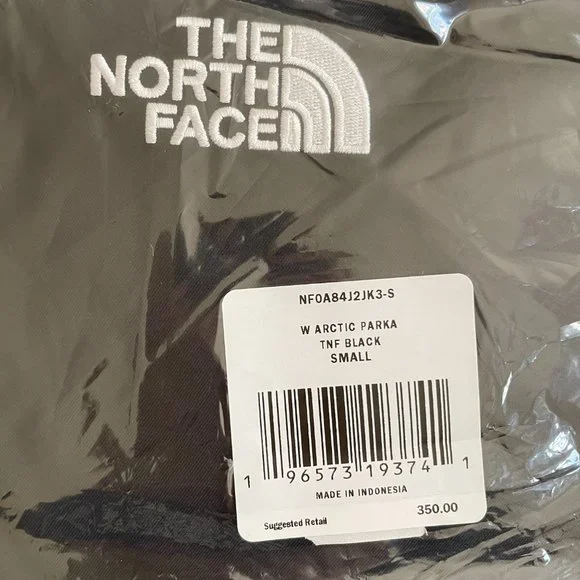 THE
NORTH
FACE
NF0A84J2JK3-S
W ARCTIC PARKA
TNF BLACK
SMALL
1 96573 19374 1
MADE IN INDONESIA
Suggested Retail 350.00